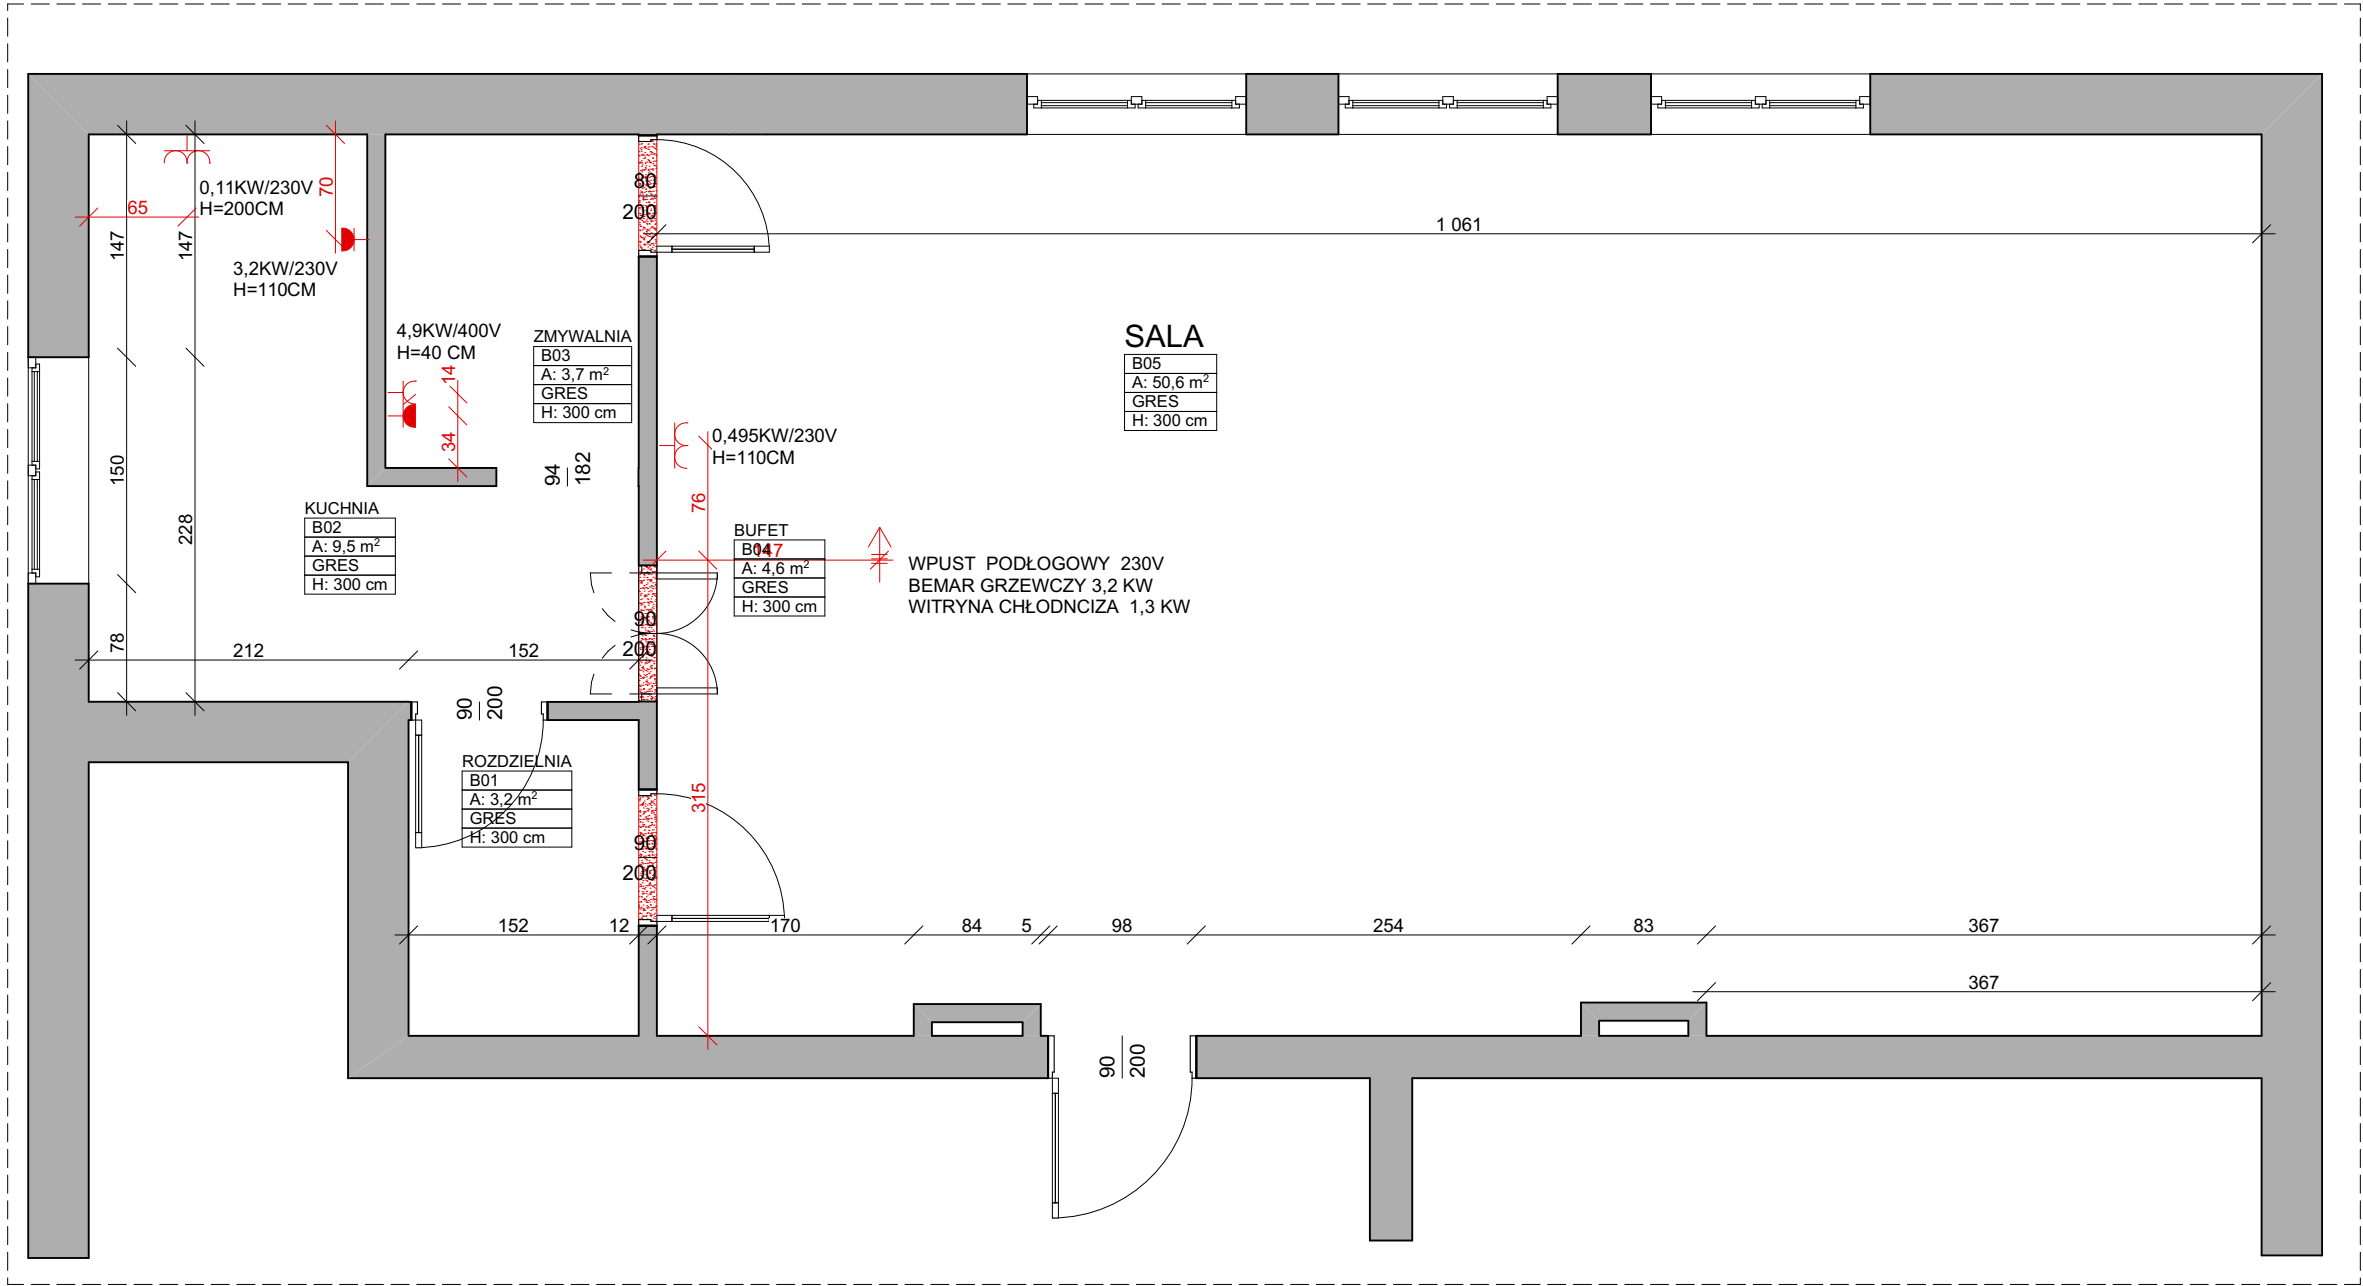 0,11KW/230V
H=200CM
65
70
147
147
3,2KW/230V
H=110CM
80
200
1 061
4,9KW/400V
H=40 CM
14
34
ZMYWALNIA
B03
A: 3,7 m²
GRES
H: 300 cm
SALA
B05
A: 50,6 m²
GRES
H: 300 cm
0,495KW/230V
H=110CM
94
182
150
228
76
KUCHNIA
B02
A: 9,5 m²
GRES
H: 300 cm
BUFET
B04
147
A: 4,6 m²
GRES
H: 300 cm
WPUST PODŁOGOWY 230V
BEMAR GRZEWCZY 3,2 KW
WITRYNA CHŁODNCIZA 1,3 KW
90
200
78
212
152
90
200
ROZDZIELNIA
B01
A: 3,2 m²
GRES
H: 300 cm
315
90
200
152
12
170
84
5
98
254
83
367
367
90
200